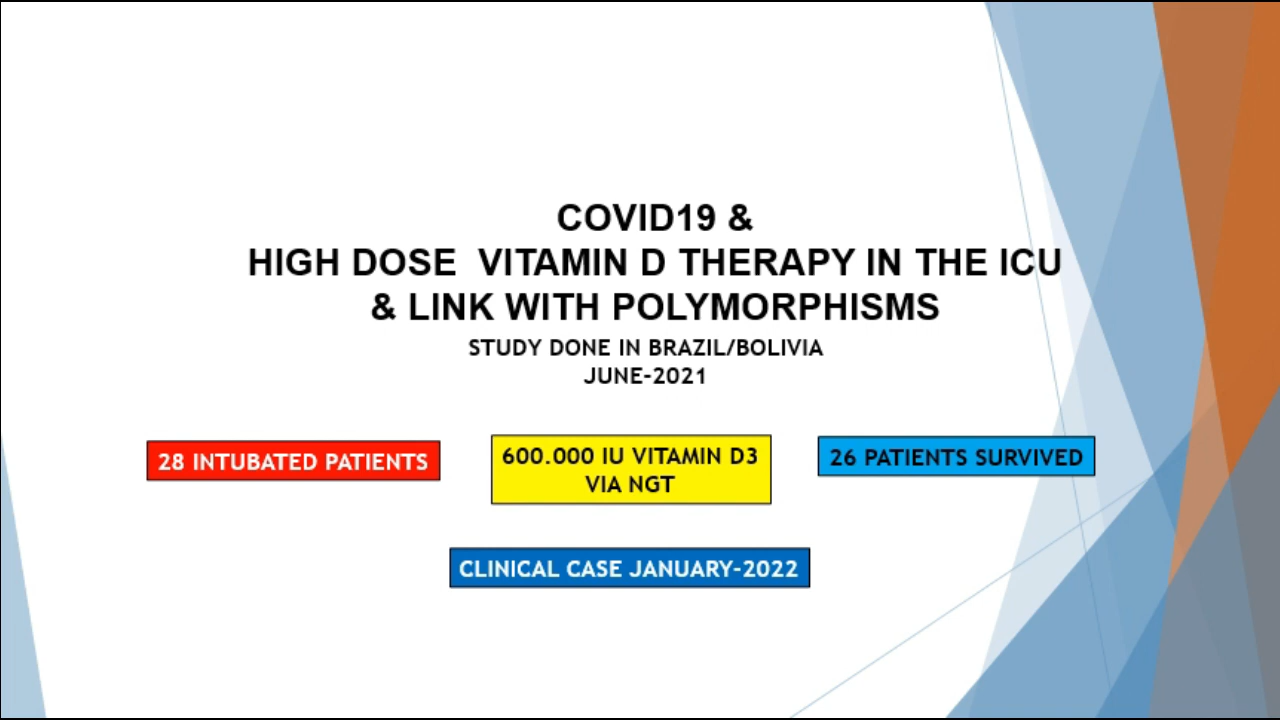 COVID19 &
HIGH DOSE VITAMIN D THERAPY IN THE ICU
& LINK WITH POLYMORPHISMS
STUDY DONE IN BRAZIL/BOLIVIA
JUNE-2021
28 INTUBATED PATIENTS
600.000 IU VITAMIN D3
VIA NGT
26 PATIENTS SURVIVED
CLINICAL CASE JANUARY-2022